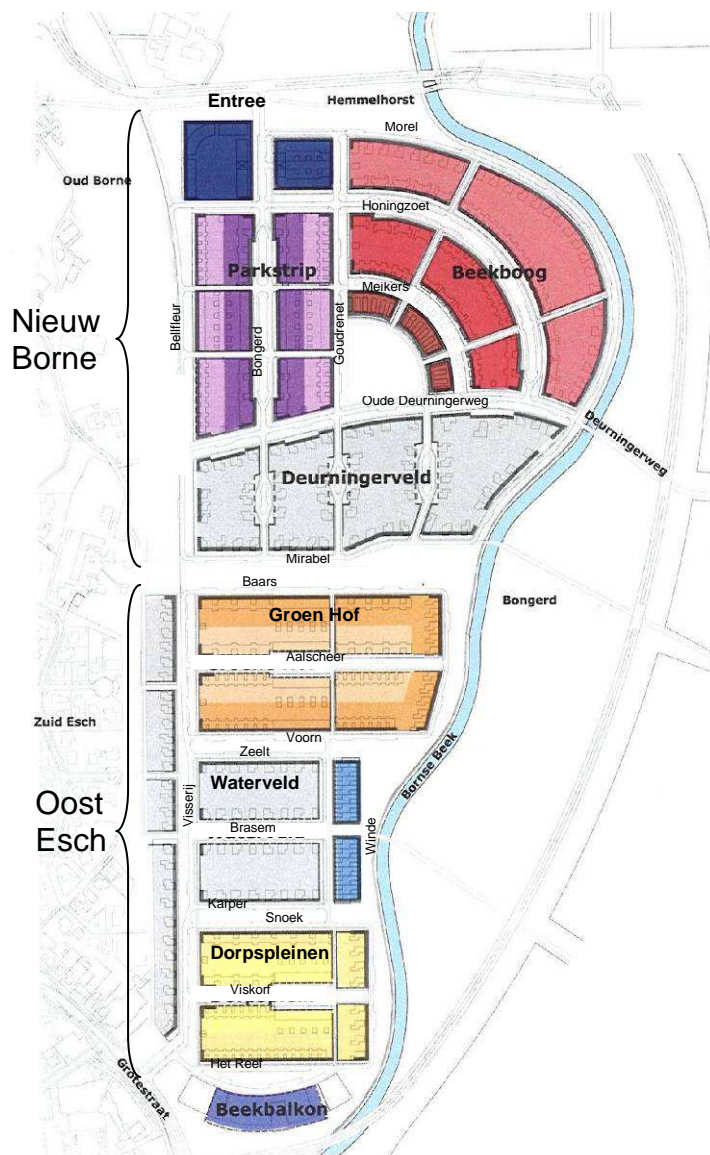 Entree
Hemmelhorst
Morel
Oud Borne
Honingzoet
Parkstrip
Beekboog
Meikers
Nieuw
Borne
Bellfleur
Bongerd
Goudrenet
Oude Deurningerweg
Deurningerweg
Deurningerveld
Mirabel
Baars
Bongerd
Groen Hof
Aalscheer
Zuid Esch
Voorn
Zeelt
Bornse Beek
Waterveld
Oost
Esch
Visserij
Brasem
Winde
Karper
Snoek
Dorpspleinen
Viskorf
Het Reef
Grotestraat
Beekbalkon